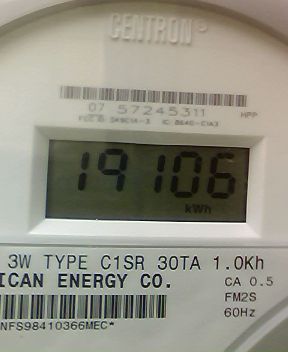 CENTRON®
07 57245311 HPP
19106
kWh
3W TYPE C1SR 30TA 1.0Kh
ICAN ENERGY CO. CA 0.5
FM2S
NFS98410366MEC* 60Hz